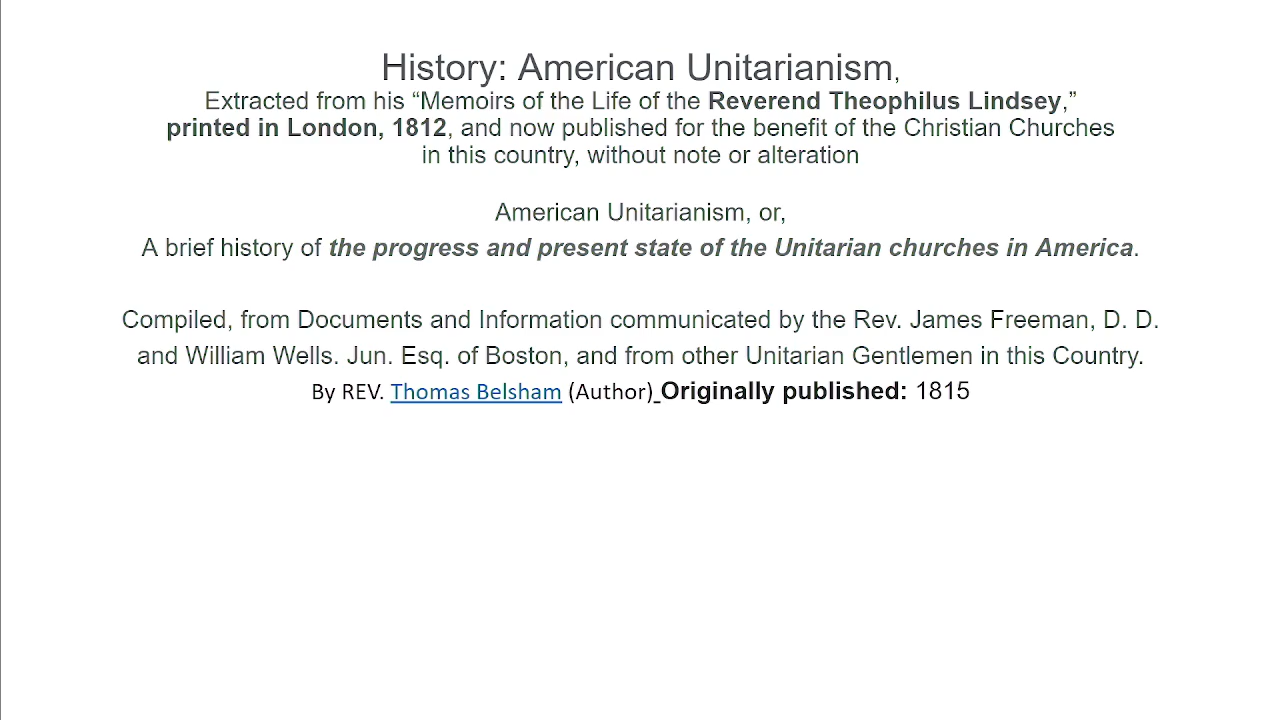 History: American Unitarianism,
Extracted from his “Memoirs of the Life of the Reverend Theophilus Lindsey,”
printed in London, 1812, and now published for the benefit of the Christian Churches
in this country, without note or alteration
American Unitarianism, or,
A brief history of the progress and present state of the Unitarian churches in America.
Compiled, from Documents and Information communicated by the Rev. James Freeman, D. D.
and William Wells. Jun. Esq. of Boston, and from other Unitarian Gentlemen in this Country.
By REV. Thomas Belsham (Author) Originally published: 1815